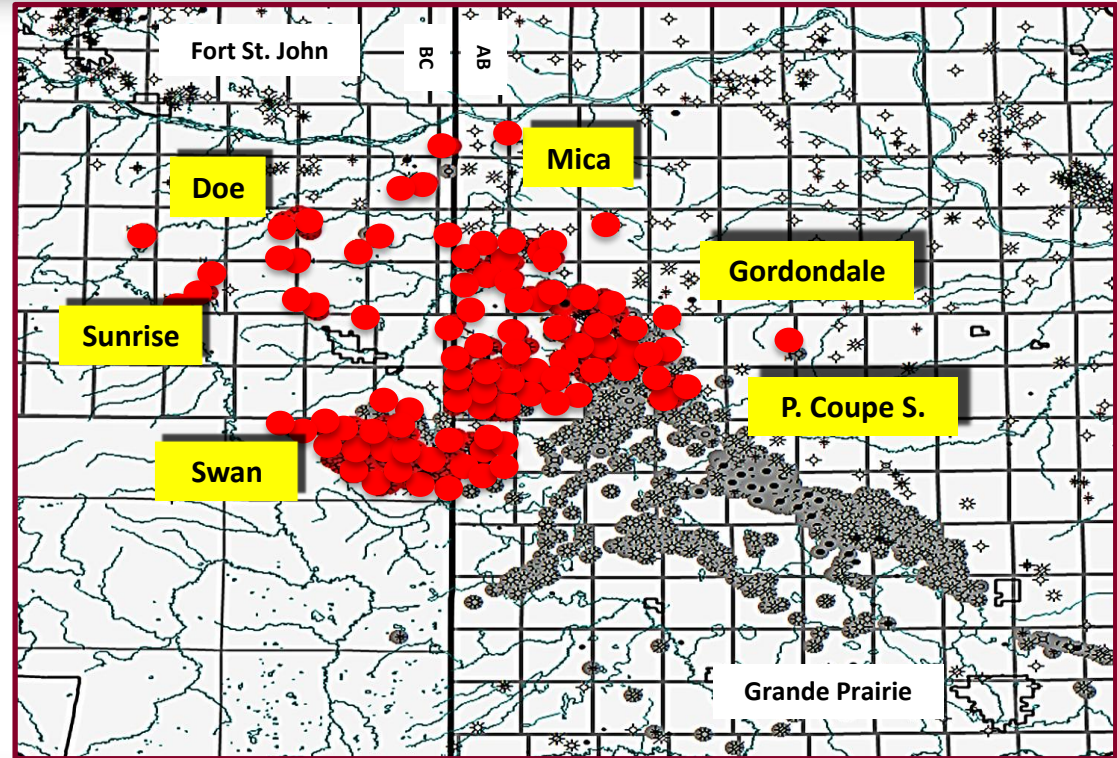 Fort St. John
BC
AB
Mica
Doe
Gordondale
Sunrise
P. Coupe S.
Swan
Grande Prairie